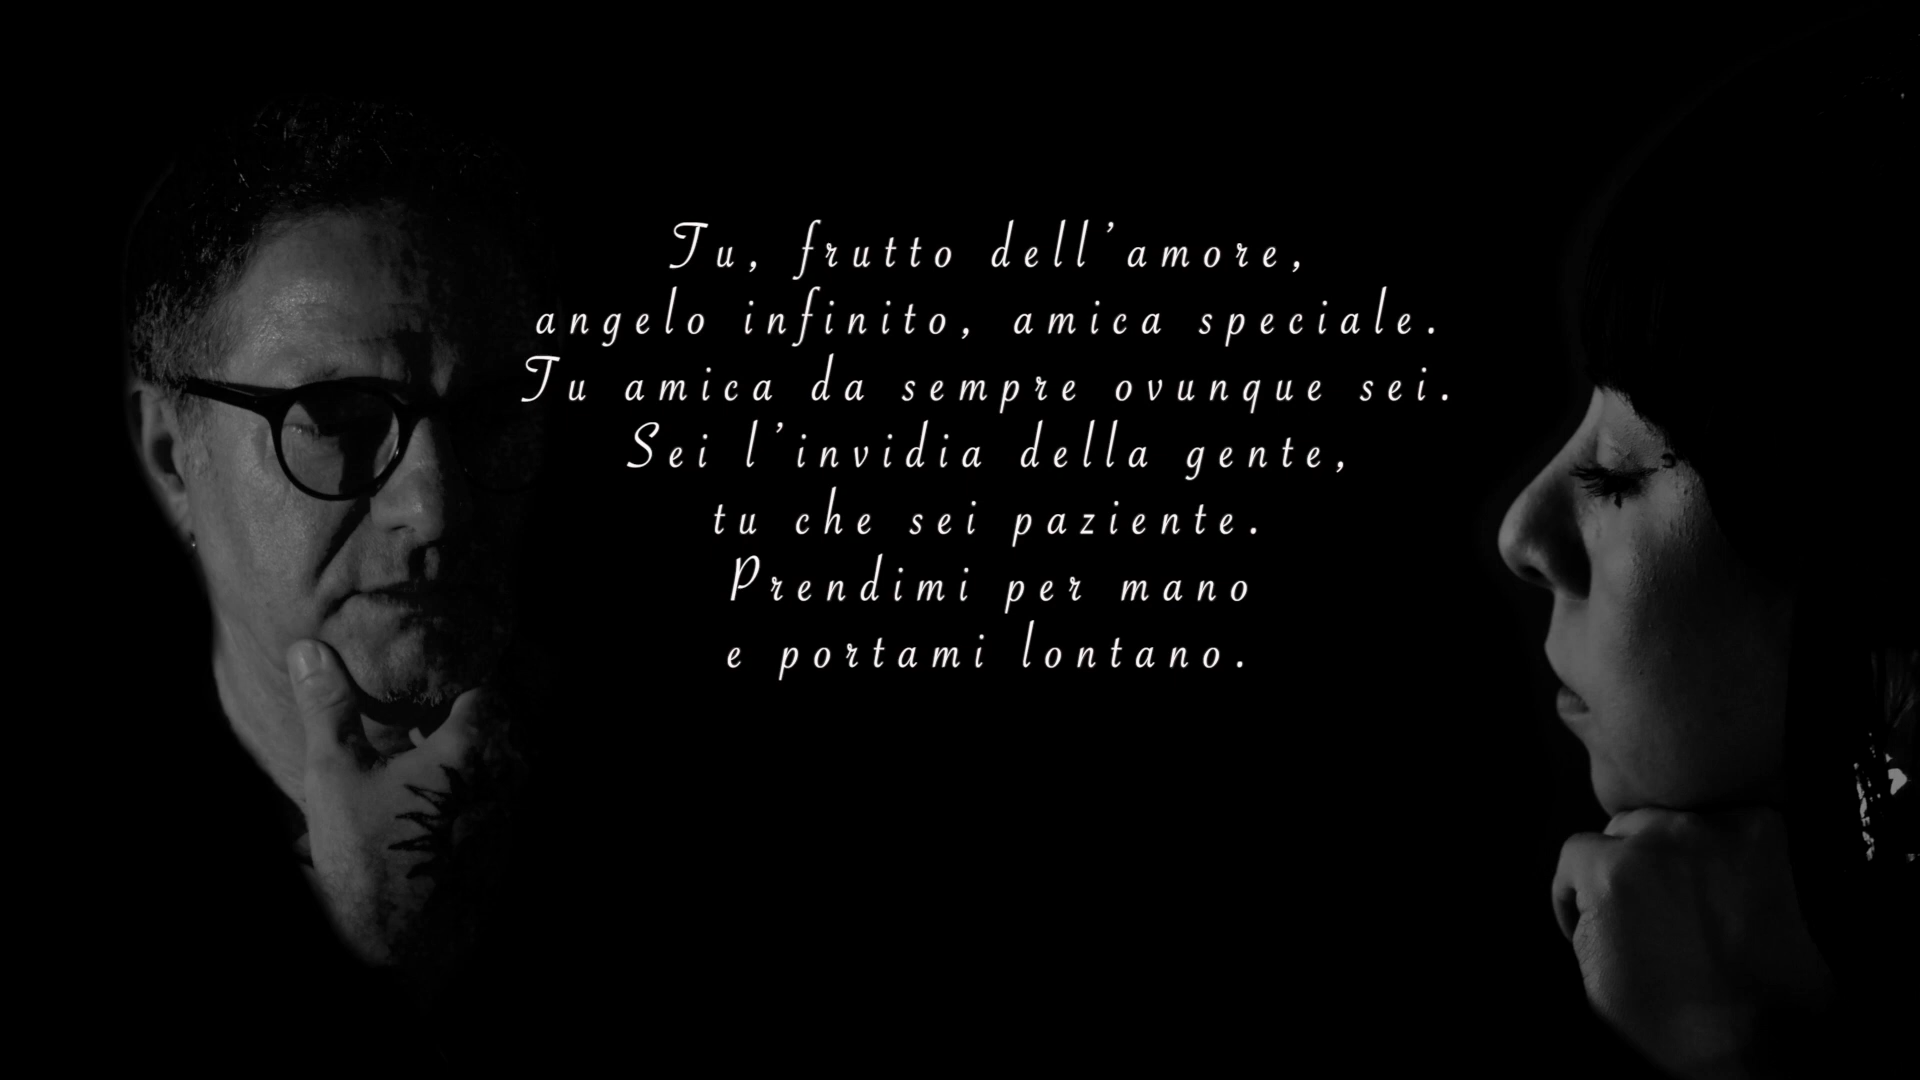 Tu, frutto dell’amore,
angelo infinito, amica speciale.
Tu amica da sempre ovunque sei.
Sei l’invidia della gente,
tu che sei paziente.
Prendimi per mano
e portami lontano.